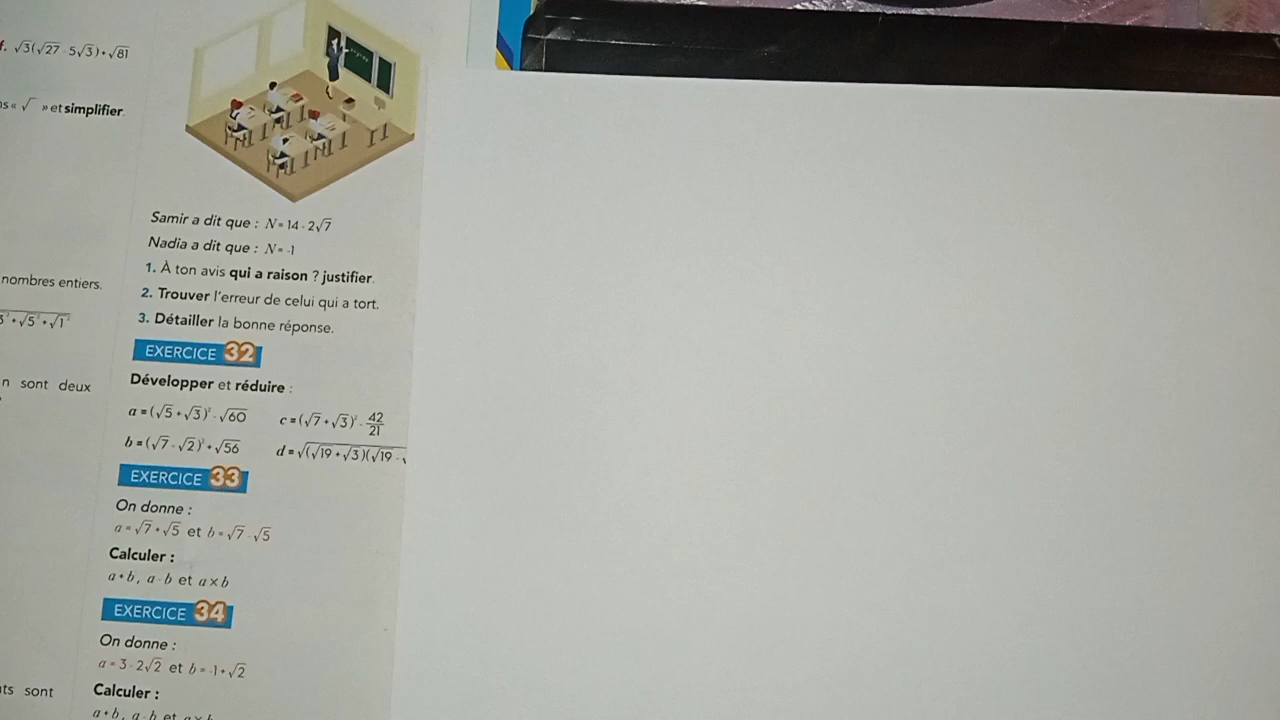 f. √3(√27 - 5√3)+√81
« √ » et simplifier.
nombres entiers.
n sont deux
ts sont
Samir a dit que : N = 14 - 2√7
Nadia a dit que : N = -1
1. À ton avis qui a raison ? justifier.
2. Trouver l'erreur de celui qui a tort.
3. Détailler la bonne réponse.
EXERCICE 32
Développer et réduire :
a = (√5 + √3)² - √60
c = (√7 + √3)² - 42/21
b = (√7 - √2)² + √56
d = √(√19 + √3)(√19 -
EXERCICE 33
On donne :
a = √7 + √5 et b = √7 - √5
Calculer :
a + b, a - b et a × b
EXERCICE 34
On donne :
a = 3 - 2√2 et b = -1 + √2
Calculer :
a + b, a - b et a × b